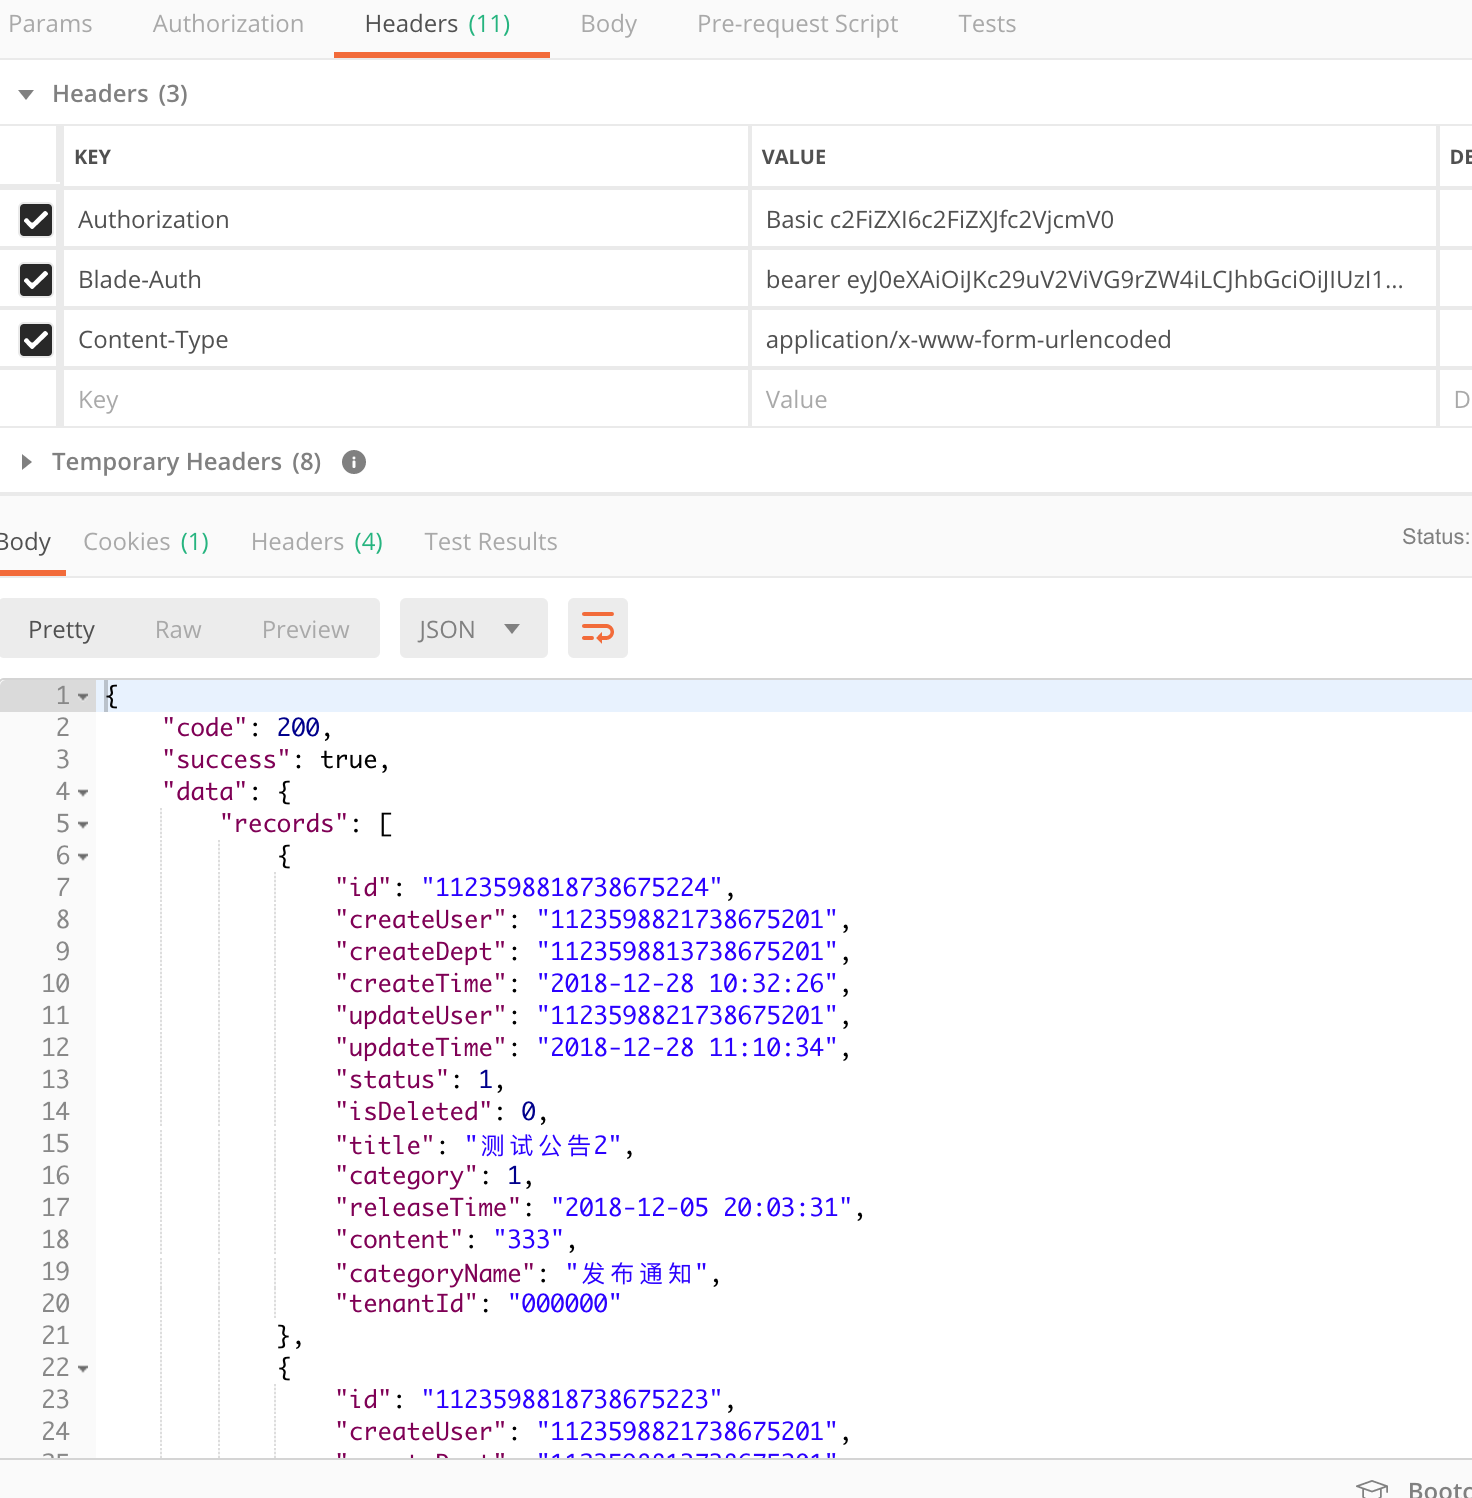 Params Authorization Headers (11) Body Pre-request Script Tests
Headers (3)
KEY VALUE DE
Authorization Basic c2FiZXI6c2FiZXJfc2VjcmV0
Blade-Auth bearer eyJ0eXAiOiJKc29uV2ViVG9rZW4iLCJhbGciOiJIUzI1...
Content-Type application/x-www-form-urlencoded
Key Value D
Temporary Headers (8)
Body Cookies (1) Headers (4) Test Results Status:
Pretty Raw Preview JSON
1 {
2 "code": 200,
3 "success": true,
4 "data": {
5 "records": [
6 {
7 "id": "1123598818738675224",
8 "createUser": "1123598821738675201",
9 "createDept": "1123598813738675201",
10 "createTime": "2018-12-28 10:32:26",
11 "updateUser": "1123598821738675201",
12 "updateTime": "2018-12-28 11:10:34",
13 "status": 1,
14 "isDeleted": 0,
15 "title": "测试公告2",
16 "category": 1,
17 "releaseTime": "2018-12-05 20:03:31",
18 "content": "333",
19 "categoryName": "发布通知",
20 "tenantId": "000000"
21 },
22 {
23 "id": "1123598818738675223",
24 "createUser": "1123598821738675201",
25 "createDept": "1123598813738675201"
Bootc